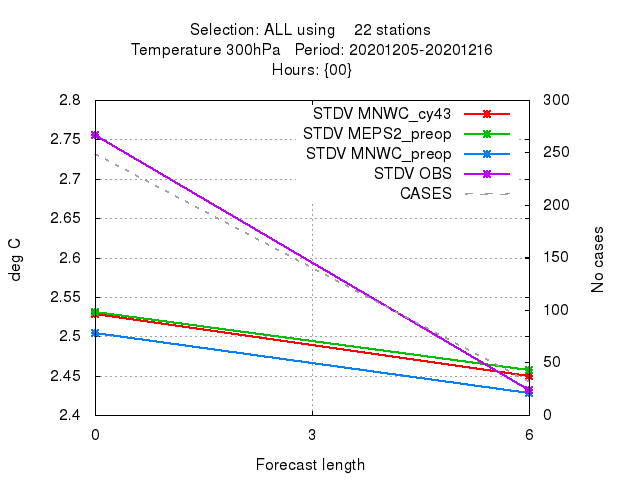 Selection: ALL using    22 stations
Temperature 300hPa   Period: 20201205-20201216
Hours: {00}
2.8
2.75
2.7
2.65
2.6
2.55
2.5
2.45
2.4
deg C
STDV MNWC_cy43
STDV MEPS2_preop
STDV MNWC_preop
STDV OBS
CASES
300
250
200
150
100
50
0
No cases
0 3 6
Forecast length